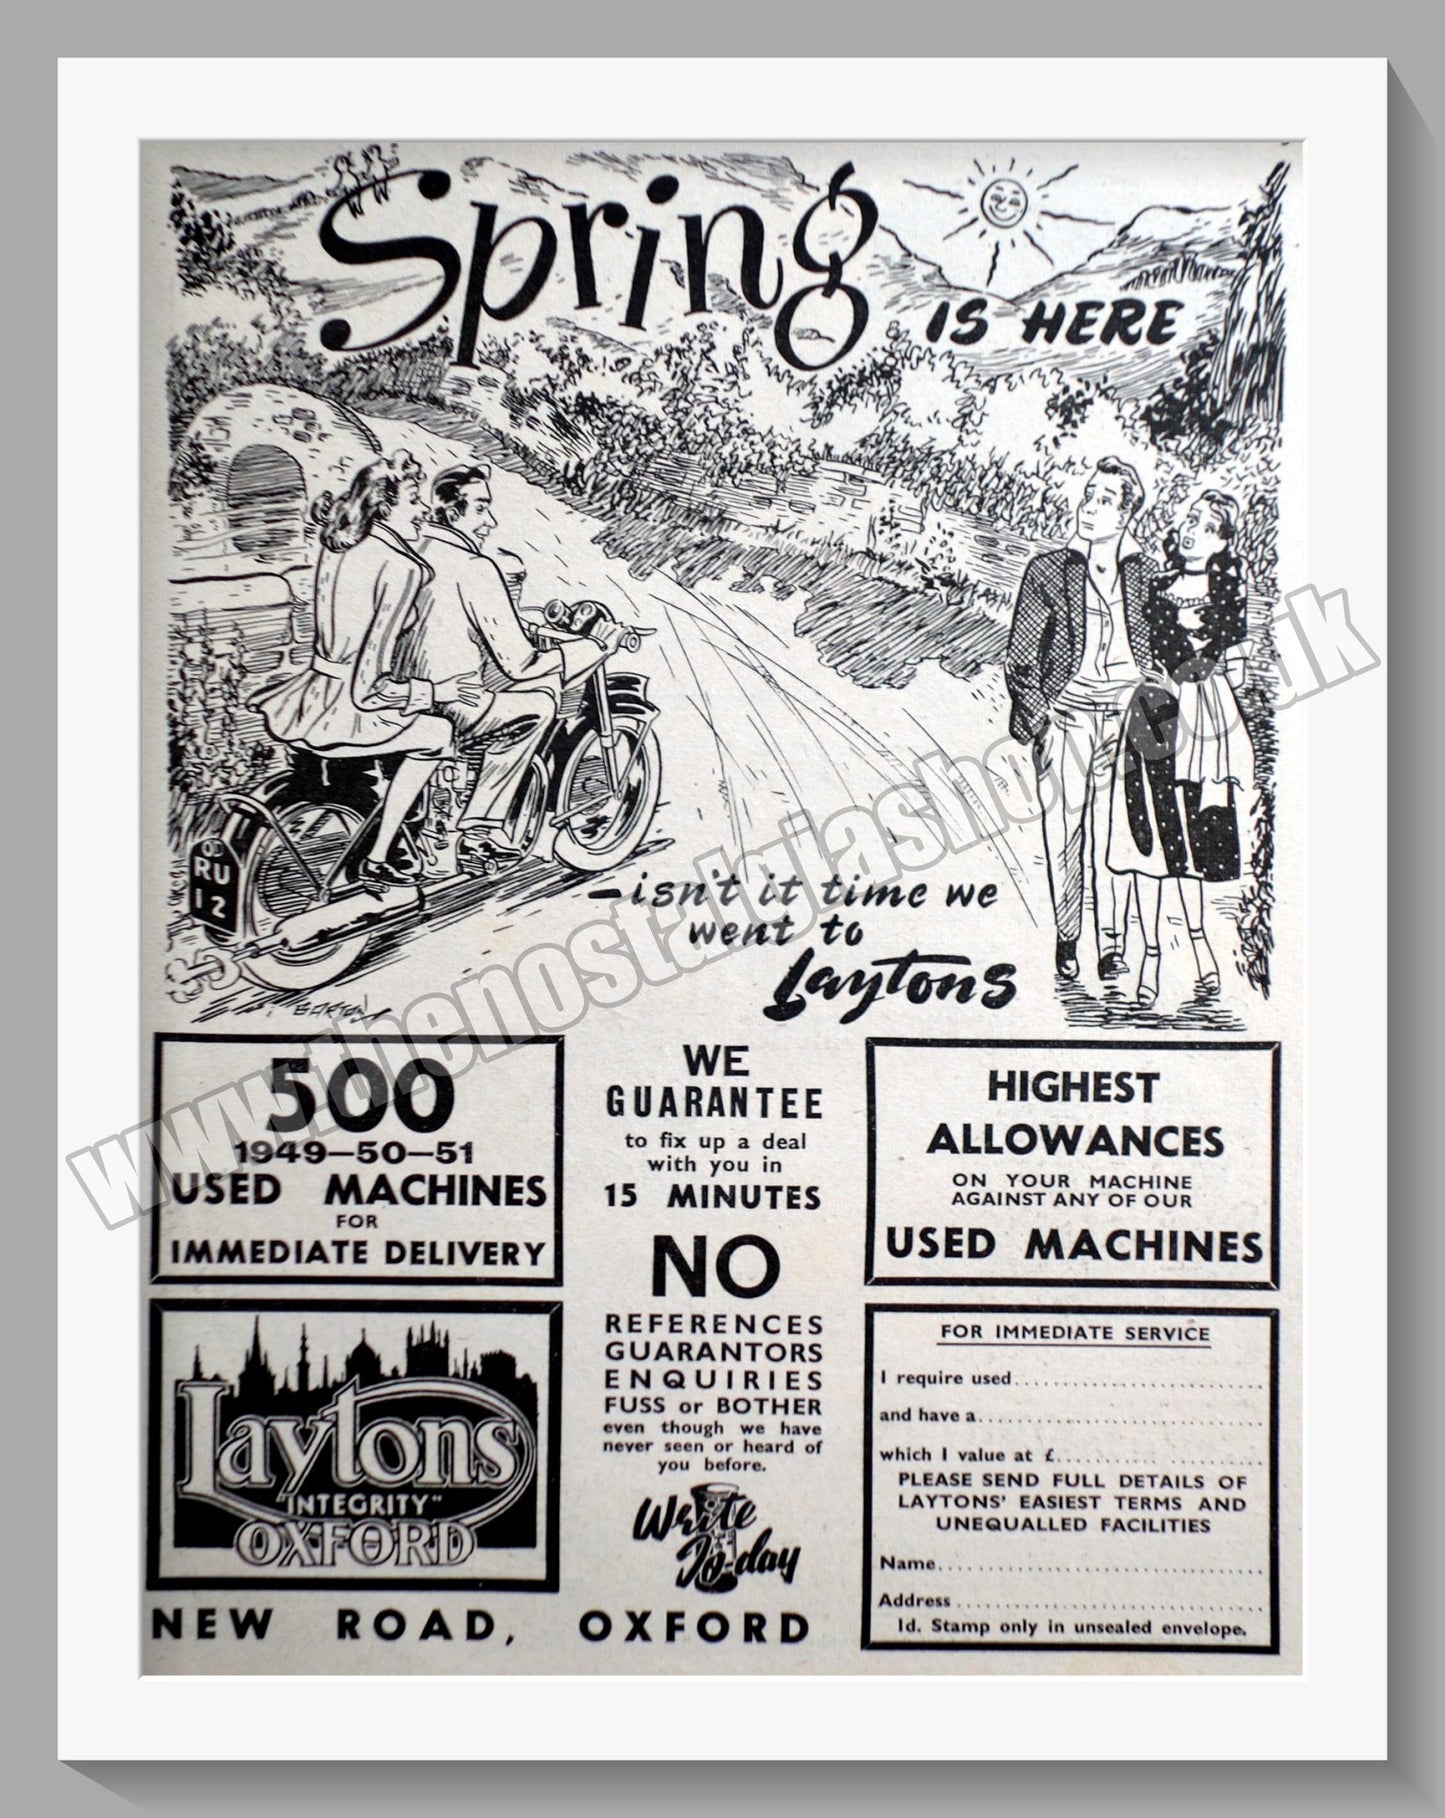 Spring
IS HERE
RU
12
BARTON
—isn't it time we
went to
Laytons
500
1949—50—51
USED MACHINES
FOR
IMMEDIATE DELIVERY
WE
GUARANTEE
to fix up a deal
with you in
15 MINUTES
NO
REFERENCES
GUARANTORS
ENQUIRIES
FUSS or BOTHER
even though we have
never seen or heard of
you before.
Write
To-day
HIGHEST
ALLOWANCES
ON YOUR MACHINE
AGAINST ANY OF OUR
USED MACHINES
Laytons
"INTEGRITY"
OXFORD
NEW ROAD, OXFORD
FOR IMMEDIATE SERVICE
I require used
and have a
which I value at £
PLEASE SEND FULL DETAILS OF
LAYTONS' EASIEST TERMS AND
UNEQUALLED FACILITIES
Name
Address
1d. Stamp only in unsealed envelope.
www.thenostalgiashop.co.uk